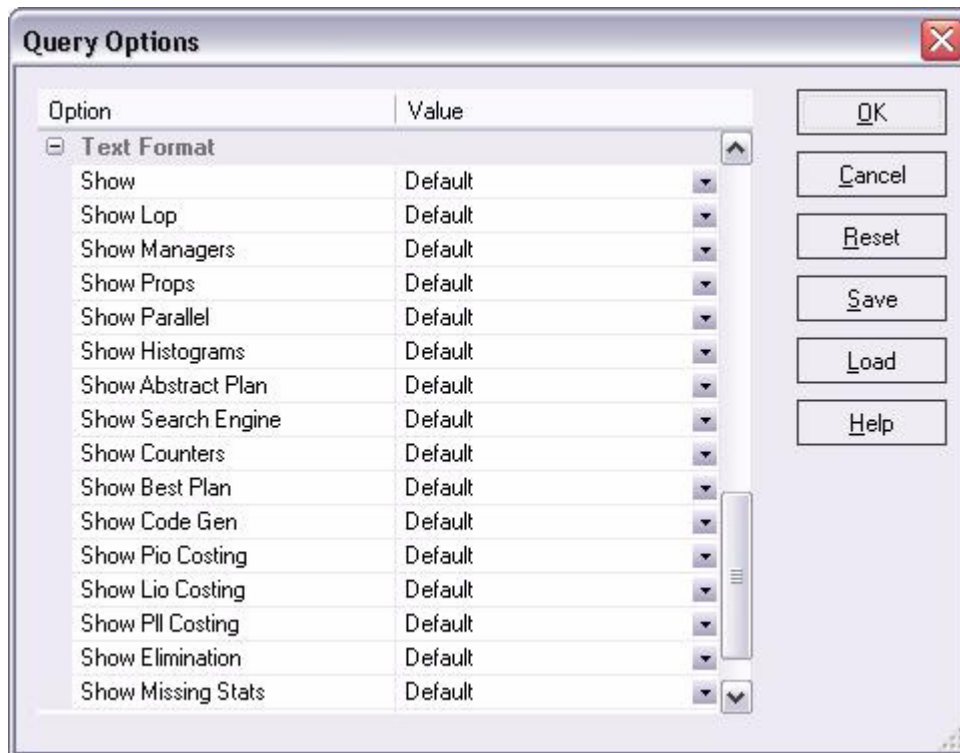 Query Options
Option Value
Text Format
Show Default
Show Lop Default
Show Managers Default
Show Props Default
Show Parallel Default
Show Histograms Default
Show Abstract Plan Default
Show Search Engine Default
Show Counters Default
Show Best Plan Default
Show Code Gen Default
Show Pio Costing Default
Show Lio Costing Default
Show Pll Costing Default
Show Elimination Default
Show Missing Stats Default
OK
Cancel
Reset
Save
Load
Help